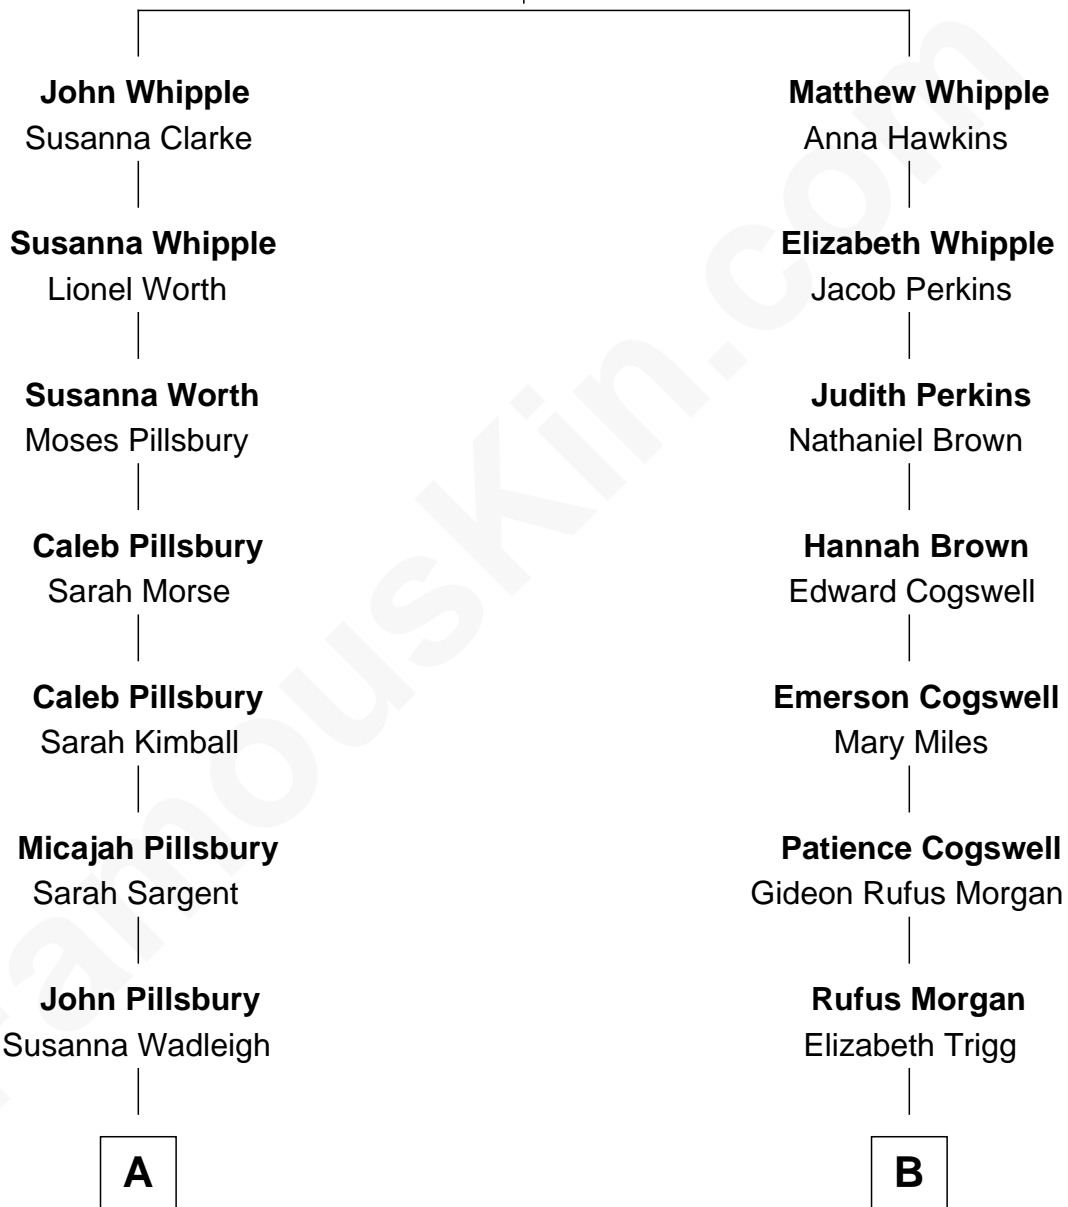 John Whipple
Susanna Clarke
Susanna Whipple
Lionel Worth
Susanna Worth
Moses Pillsbury
Caleb Pillsbury
Sarah Morse
Caleb Pillsbury
Sarah Kimball
Micajah Pillsbury
Sarah Sargent
John Pillsbury
Susanna Wadleigh
A
Matthew Whipple
Anna Hawkins
Elizabeth Whipple
Jacob Perkins
Judith Perkins
Nathaniel Brown
Hannah Brown
Edward Cogswell
Emerson Cogswell
Mary Miles
Patience Cogswell
Gideon Rufus Morgan
Rufus Morgan
Elizabeth Trigg
B
FamousKin.com